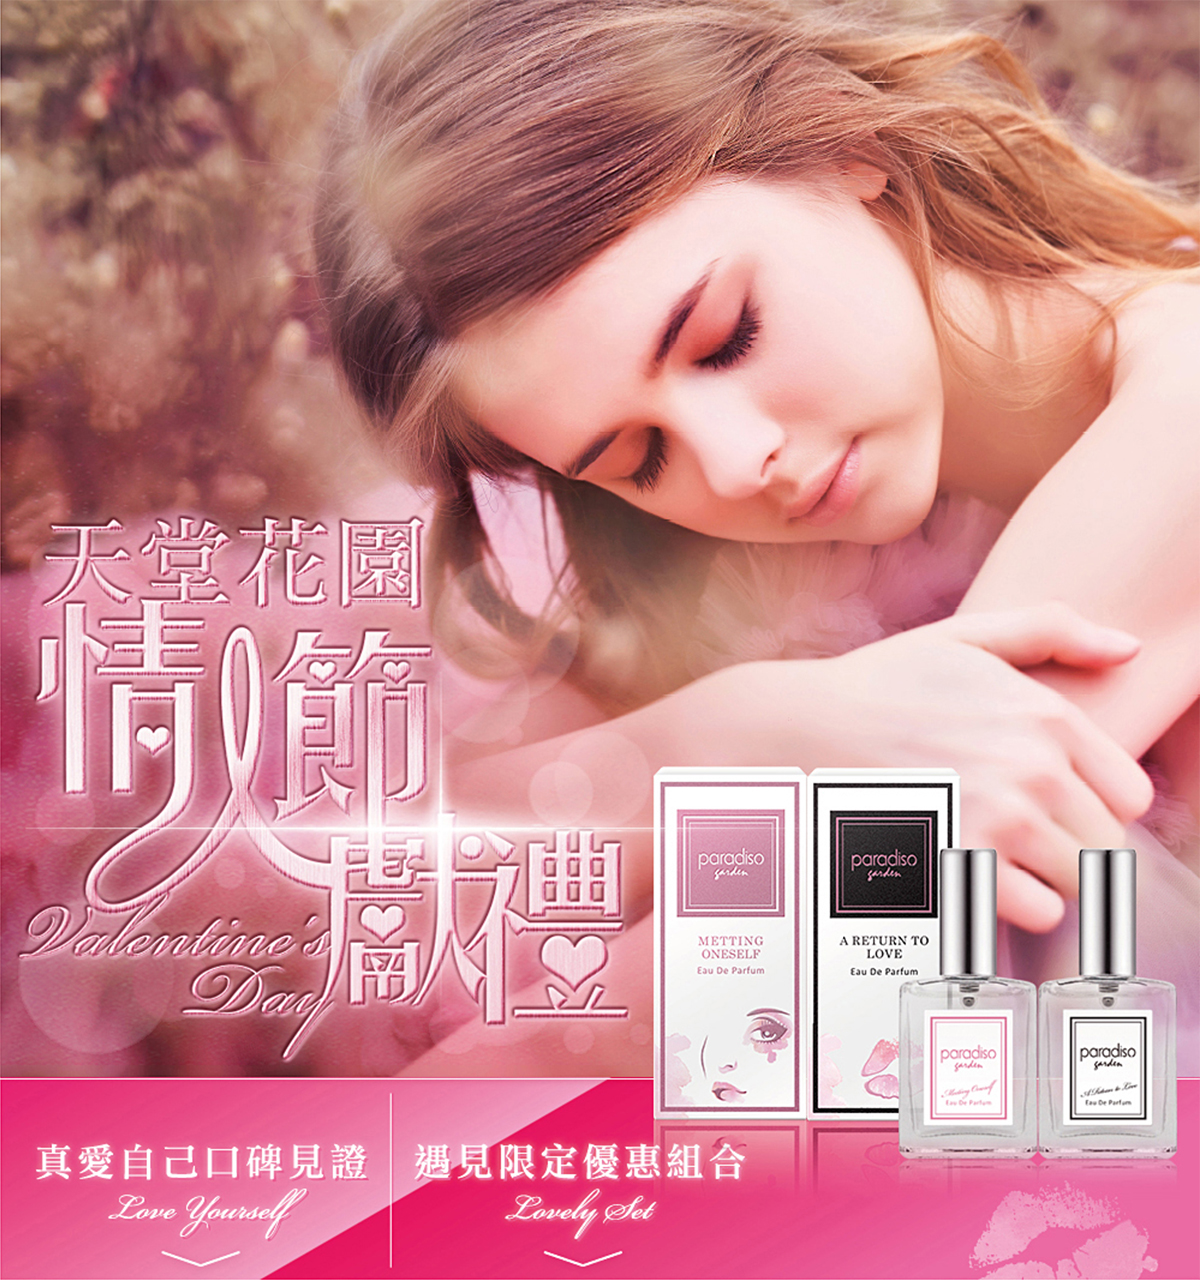 天堂花園
情人節
獻禮
Valentine's
Day
paradiso
garden
METTING
ONESELF
Eau De Parfum
paradiso
garden
A RETURN TO
LOVE
Eau De Parfum
paradiso
garden
Metting Oneself
Eau De Parfum
paradiso
garden
A Return to Love
Eau De Parfum
真愛自己口碑見證
Love Yourself
遇見限定優惠組合
Lovely Set